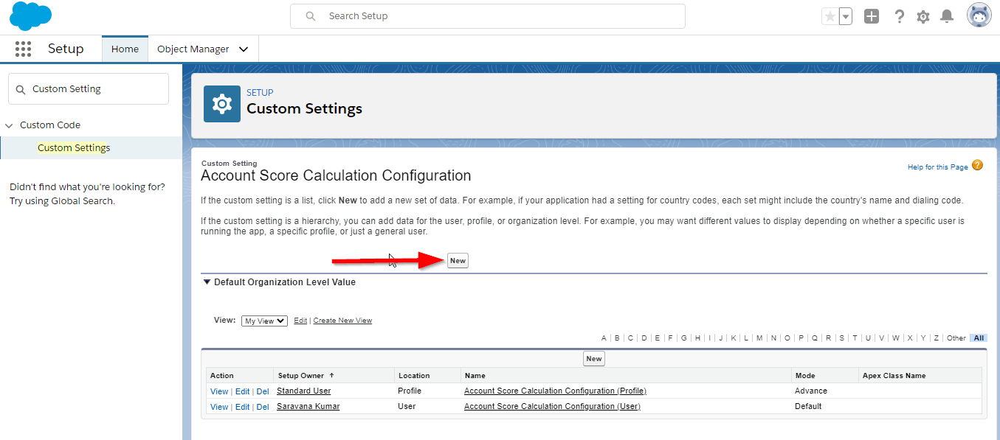 Search Setup
Setup
Home
Object Manager
Custom Setting
Custom Code
Custom Settings
Didn't find what you're looking for?
Try using Global Search.
SETUP
Custom Settings
Custom Setting
Account Score Calculation Configuration
Help for this Page ?
If the custom setting is a list, click New to add a new set of data. For example, if your application had a setting for country codes, each set might include the country's name and dialing code.
If the custom setting is a hierarchy, you can add data for the user, profile, or organization level. For example, you may want different values to display depending on whether a specific user is
running the app, a specific profile, or just a general user.
New
Default Organization Level Value
View: My View Edit | Create New View
A | B | C | D | E | F | G | H | I | J | K | L | M | N | O | P | Q | R | S | T | U | V | W | X | Y | Z | Other All
New
Action Setup Owner ↑ Location Name Mode Apex Class Name
View | Edit | Del Standard User Profile Account Score Calculation Configuration (Profile) Advance
View | Edit | Del Saravana Kumar User Account Score Calculation Configuration (User) Default